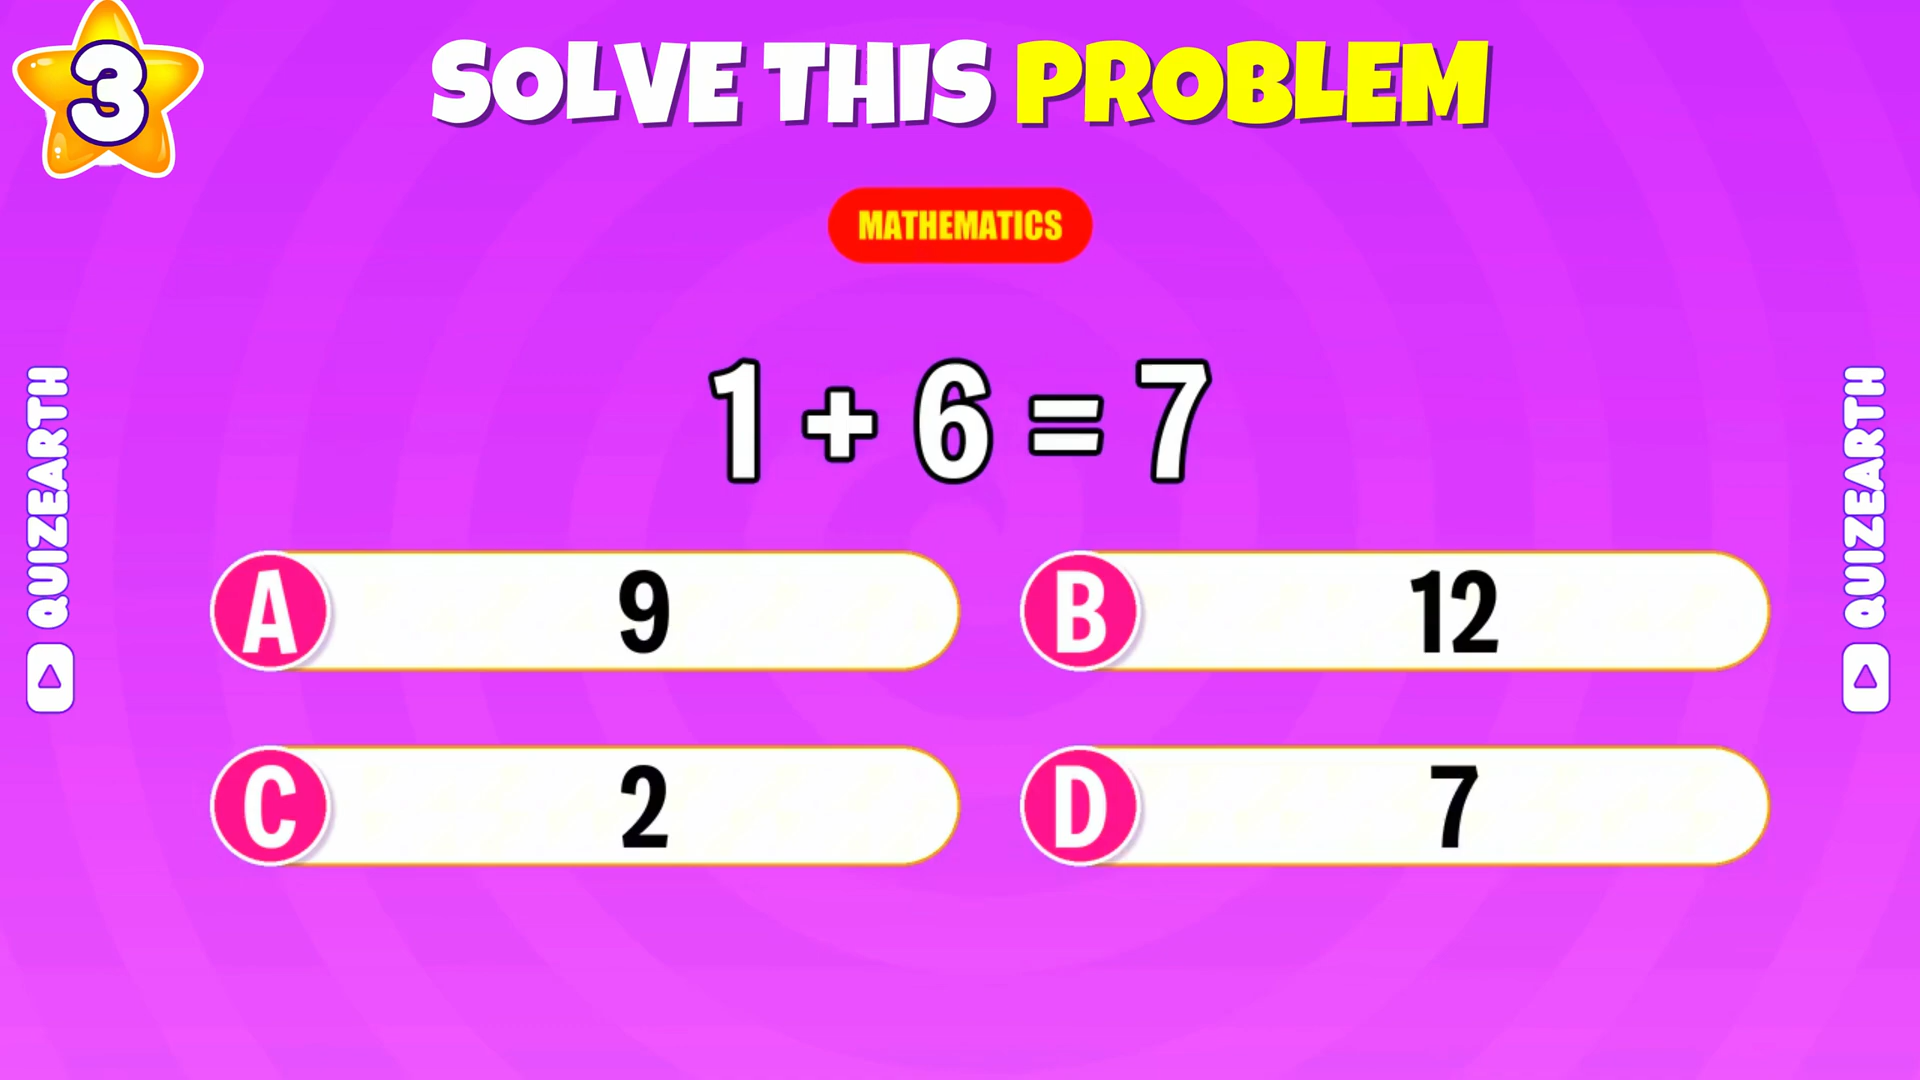 3
SOLVE THIS PROBLEM
MATHEMATICS
1 + 6 = 7
A 9
B 12
C 2
D 7
QUIZEARTH
QUIZEARTH